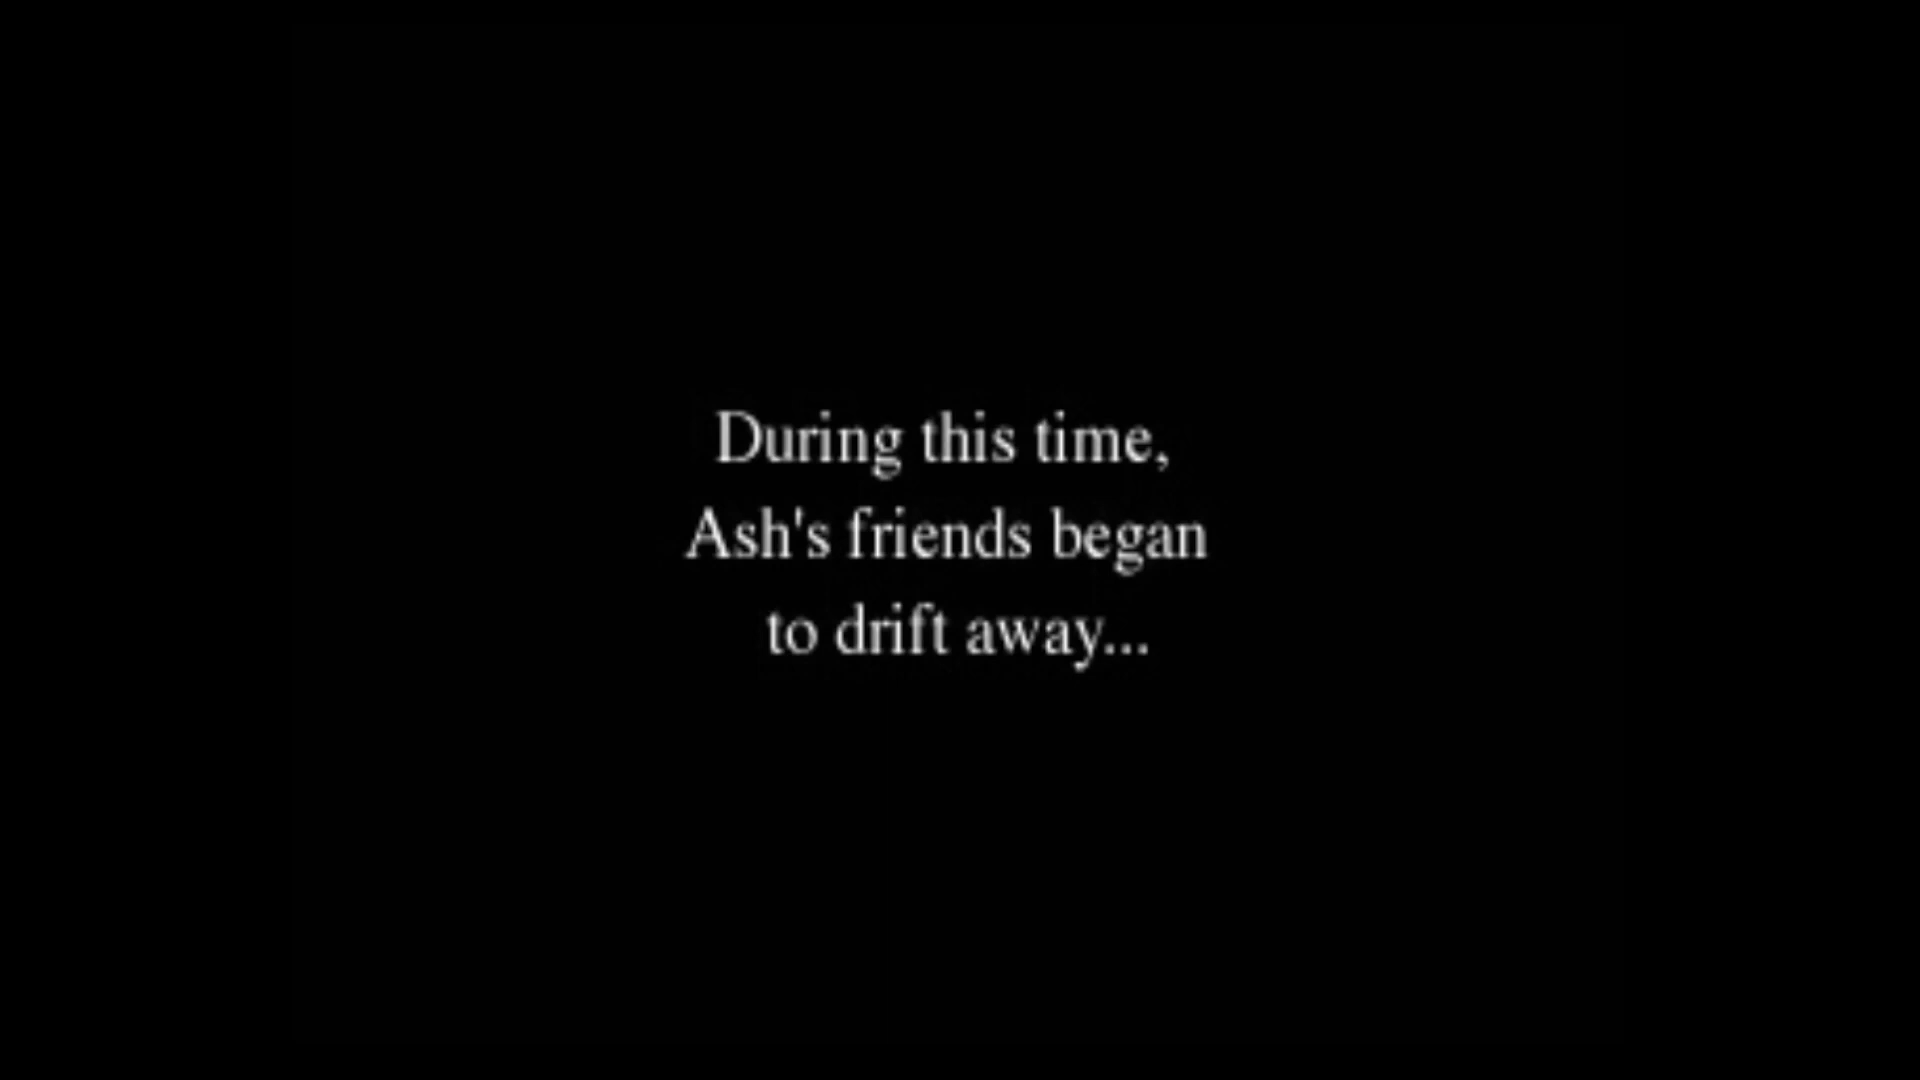 During this time,
Ash's friends began
to drift away...